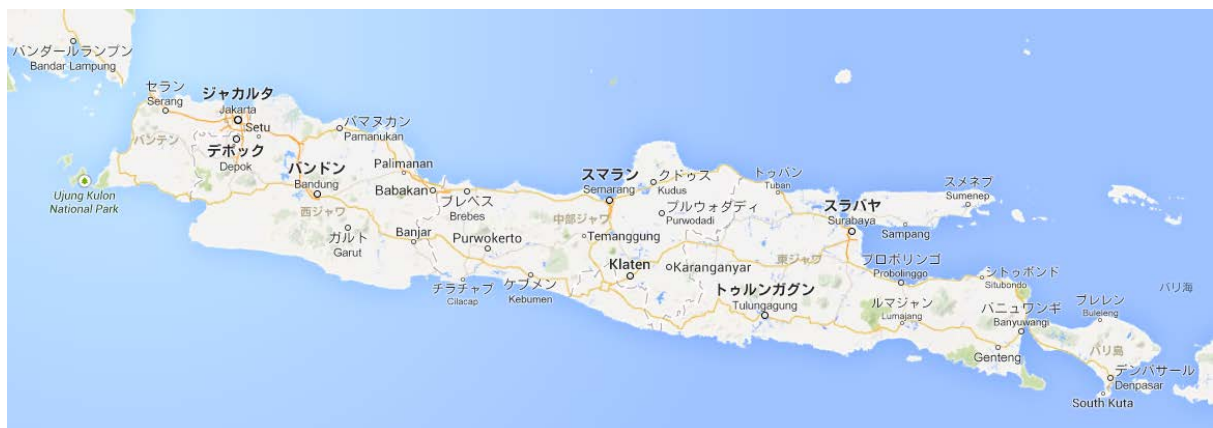 バンダールランプン
Bandar Lampung
セラン
Serang
ジャカルタ
Jakarta
Setu
デポック
Depok
バンテン
Ujung Kulon
National Park
パマヌカン
Pamanukan
バンドン
Bandung
Palimanan
Babakan
ブレベス
Brebes
西ジャワ
ガルト
Garut
Banjar
Purwokerto
チラチャプ
Cilacap
ケブメン
Kebumen
スマラン
Semarang
クドゥス
Kudus
中部ジャワ
プルウォダディ
Purwodadi
Temanggung
Klaten
Karanganyar
トゥバン
Tuban
スラバヤ
Surabaya
スメネプ
Sumenep
Sampang
東ジャワ
トゥルンガグン
Tulungagung
プロボリンゴ
Probolinggo
シトゥボンド
Situbondo
バリ海
ルマジャン
Lumajang
バニュワンギ
Banyuwangi
ブレレン
Buleleng
Genteng
バリ島
デンパサール
Denpasar
South Kuta